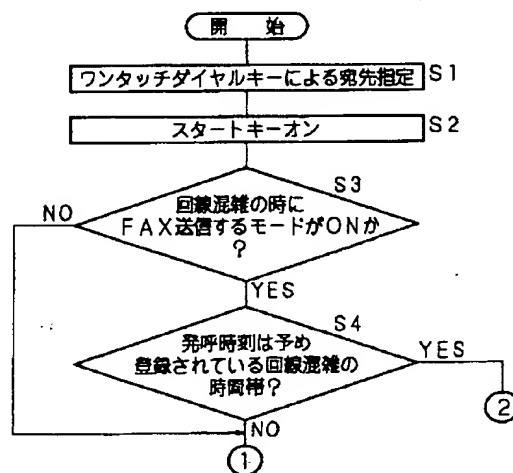 開 始
ワンタッチダイヤルキーによる宛先指定 S1
スタートキーオン S2
S3
回線混雑の時に
NO
FAX送信するモードがONか
?
YES
S4
発呼時刻は予め
YES
登録されている回線混雑の
時間帯?
②
NO
①